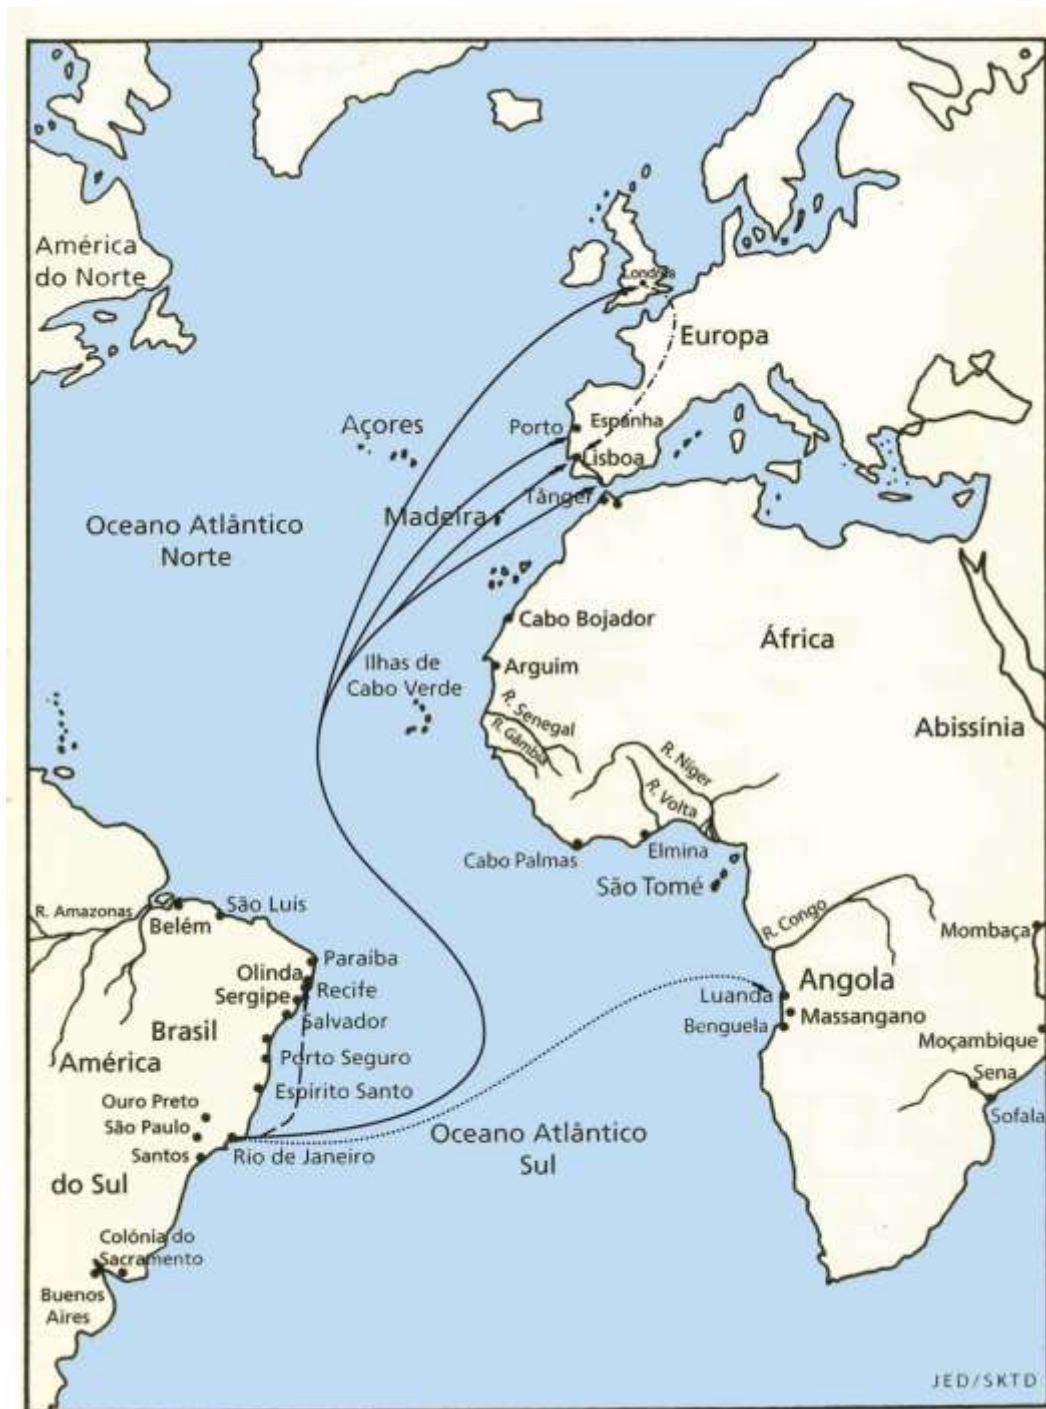 América
do Norte
Londres
Europa
Açores
Porto
Espanha
Lisboa
Tânger
Madeira
Oceano Atlântico
Norte
Cabo Bojador
África
Ilhas de
Cabo Verde
Arguim
R. Senegal
R. Gâmbia
Abissínia
R. Niger
R. Volta
Cabo Palmas
Elmina
São Tomé
R. Amazonas
Belém
São Luís
R. Congo
Mombaça
Paraíba
Olinda
Recife
Sergipe
Salvador
Angola
Luanda
Massangano
Benguela
Brasil
Moçambique
América
Porto Seguro
Sena
Espírito Santo
Ouro Preto
Sofala
São Paulo
Oceano Atlântico
Sul
Santos
Rio de Janeiro
do Sul
Colónia do
Sacramento
Buenos
Aires
JED/SKTD